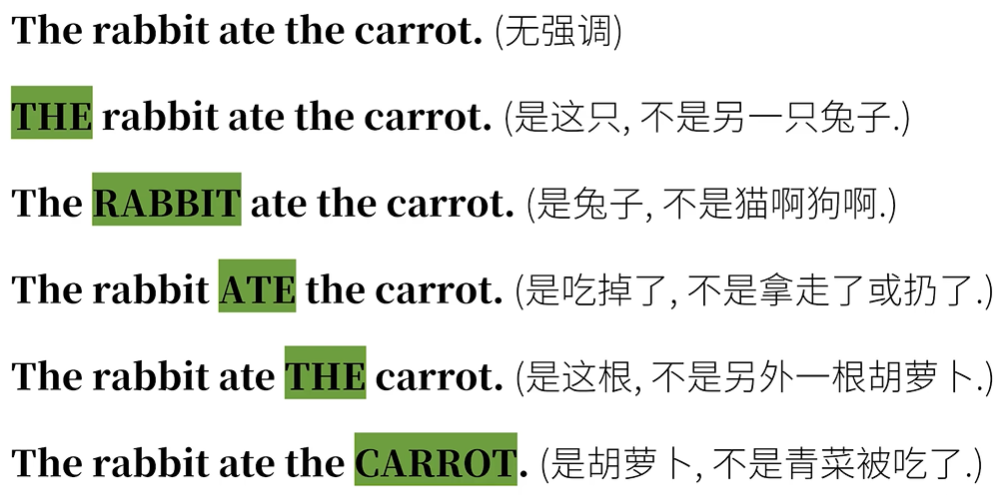 The rabbit ate the carrot. (无强调)
THE rabbit ate the carrot. (是这只, 不是另一只兔子.)
The RABBIT ate the carrot. (是兔子, 不是猫啊狗啊.)
The rabbit ATE the carrot. (是吃掉了, 不是拿走了或扔了.)
The rabbit ate THE carrot. (是这根, 不是另外一根胡萝卜.)
The rabbit ate the CARROT. (是胡萝卜, 不是青菜被吃了.)